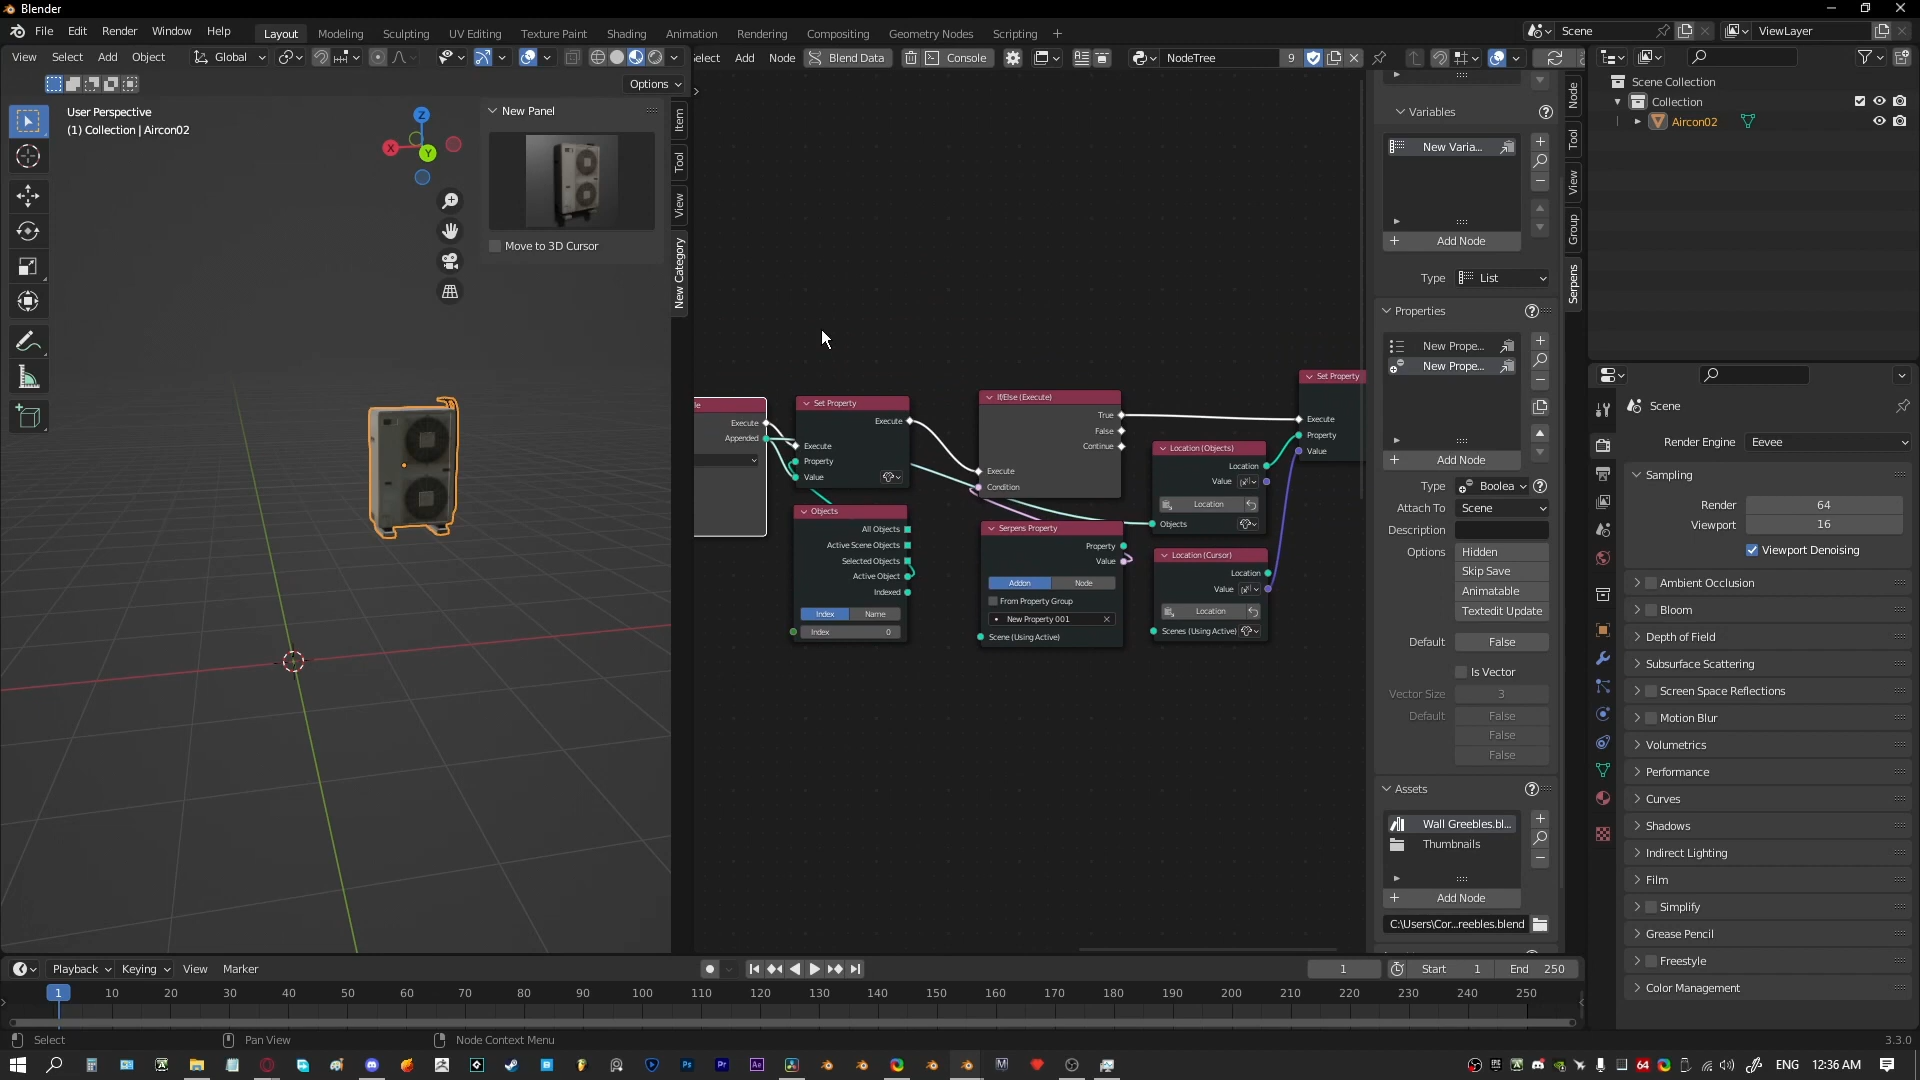 Blender
File
Edit
Render
Window
Help
Layout
Modeling
Sculpting
UV Editing
Texture Paint
Shading
Animation
Rendering
Compositing
Geometry Nodes
Scripting
Scene
ViewLayer
View
Select
Add
Object
Global
elect
Add
Node
Blend Data
Console
NodeTree
9
Options
User Perspective
(1) Collection | Aircon02
Z
X
Y
New Panel
Move to 3D Cursor
Item
Tool
View
New Category
le
Execute
Appended
Set Property
Execute
Execute
Property
Value
Objects
All Objects
Active Scene Objects
Selected Objects
Active Object
Indexed
Index
Name
Index
0
If/Else (Execute)
True
False
Continue
Execute
Condition
Serpens Property
Property
Value
Addon
Node
From Property Group
New Property 001
Scene (Using Active)
Location (Objects)
Location
Value
Location
Objects
Location (Cursor)
Location
Value
Location
Scenes (Using Active)
Set Property
Execute
Property
Value
Variables
New Varia...
Add Node
Type
List
Properties
New Prope...
New Prope...
Add Node
Type
Boolea
Attach To
Scene
Description
Options
Hidden
Skip Save
Animatable
Textedit Update
Default
False
Is Vector
Vector Size
3
Default
False
False
False
Assets
Wall Greebles.bl...
Thumbnails
Add Node
C:\Users\Cor...reebles.blend
Node
Tool
View
Group
Serpens
Scene Collection
Collection
Aircon02
Scene
Render Engine
Eevee
Sampling
Render
64
Viewport
16
Viewport Denoising
Ambient Occlusion
Bloom
Depth of Field
Subsurface Scattering
Screen Space Reflections
Motion Blur
Volumetrics
Performance
Curves
Shadows
Indirect Lighting
Film
Simplify
Grease Pencil
Freestyle
Color Management
Playback
Keying
View
Marker
1
Start
1
End
250
1
10
20
30
40
50
60
70
80
90
100
110
120
130
140
150
160
170
180
190
200
210
220
230
240
250
Select
Pan View
Node Context Menu
3.3.0
Ps
Pr
Ae
64
ENG
12:36 AM